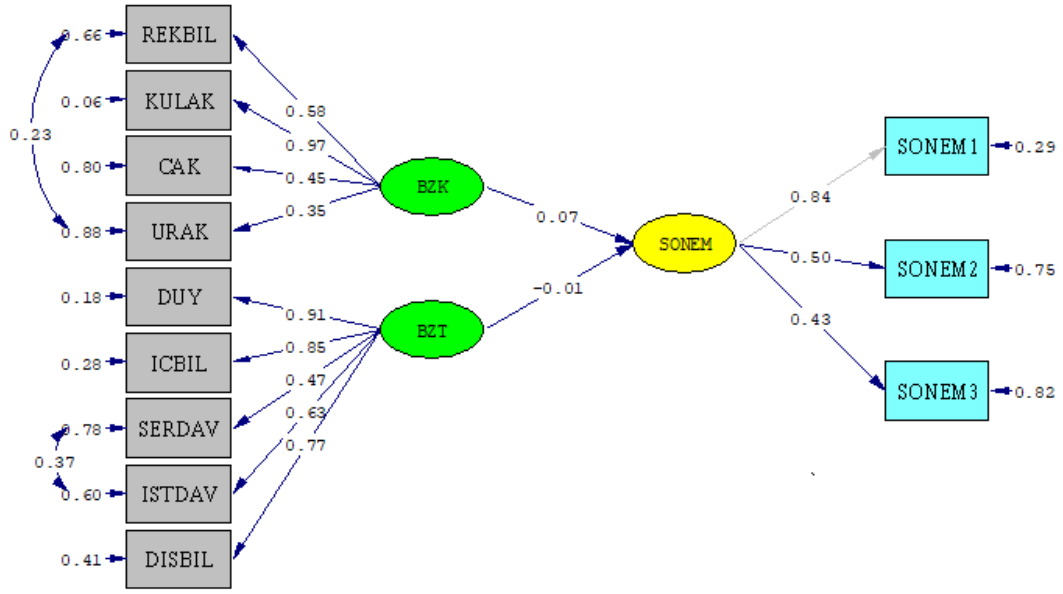 0.66 REKBIL
0.06 KULAK
0.80 CAK
0.88 URAK
0.18 DUY
0.28 ICBIL
0.78 SERDAV
0.60 ISTDAV
0.41 DISBIL
0.23
0.37
0.58
0.97
0.45
0.35
0.91
0.85
0.47
0.63
0.77
BZK
BZT
0.07
-0.01
SONEM
0.84
0.50
0.43
SONEM1 0.29
SONEM2 0.75
SONEM3 0.82